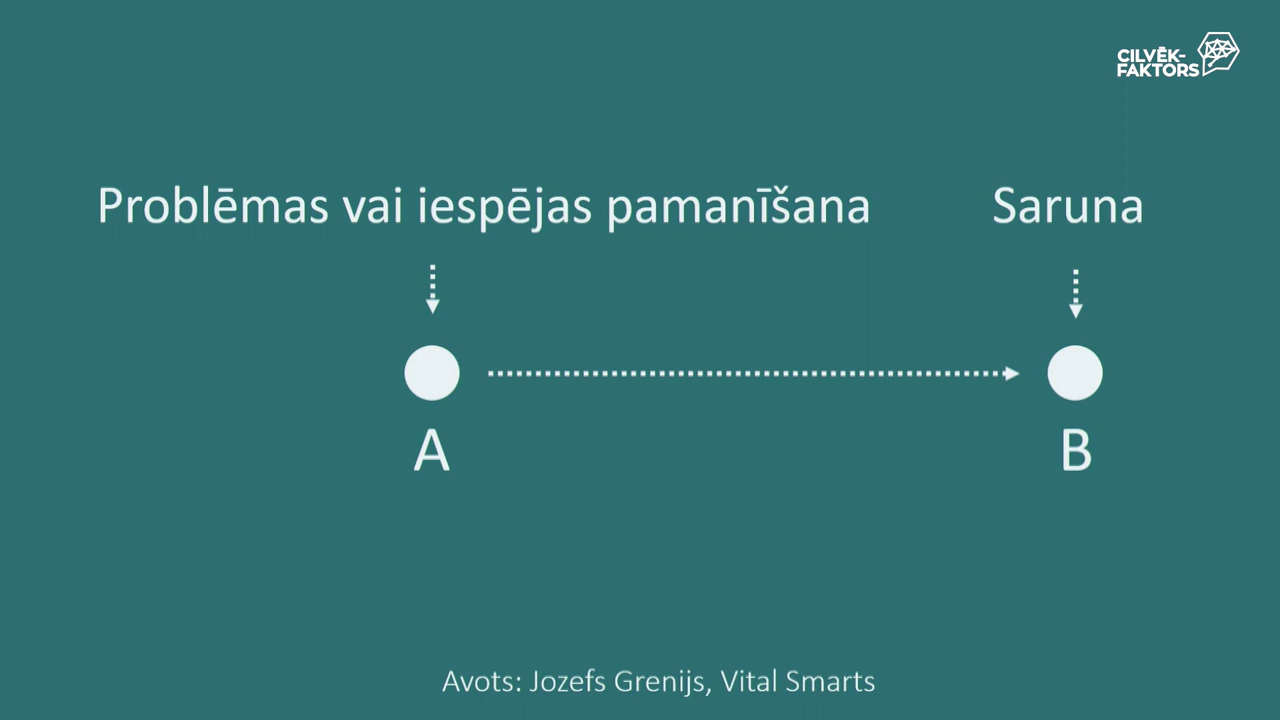 CILVĒK-
FAKTORS
Problēmas vai iespējas pamanīšana
Saruna
A
B
Avots: Jozefs Grenijs, Vital Smarts